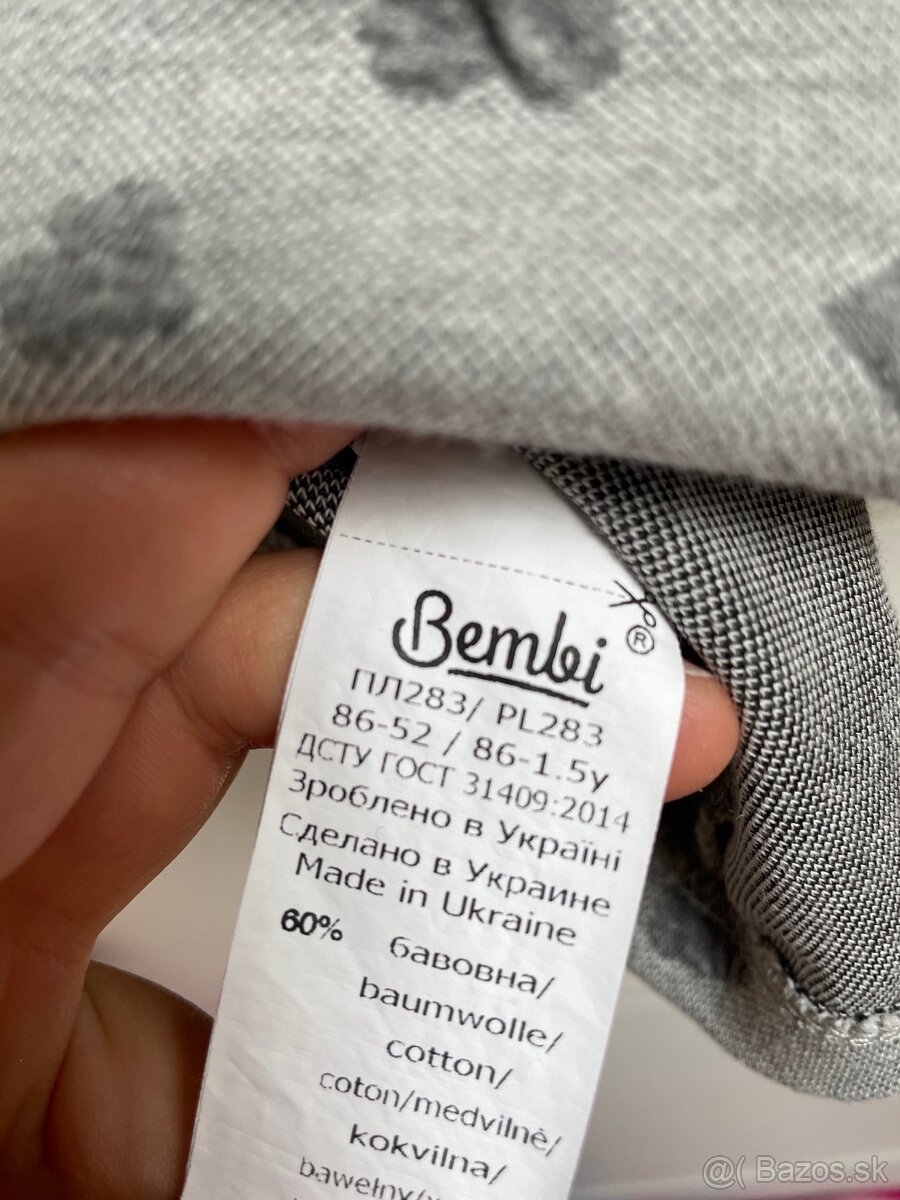 Bembi ®
ПЛ283/ PL283
86-52 / 86-1.5y
ДСТУ ГОСТ 31409:2014
Зроблено в Україні
Сделано в Украине
Made in Ukraine
60% бавовна/
baumwolle/
cotton/
coton/medvilnė/
kokvilna/
bawełny/
@( Bazos.sk